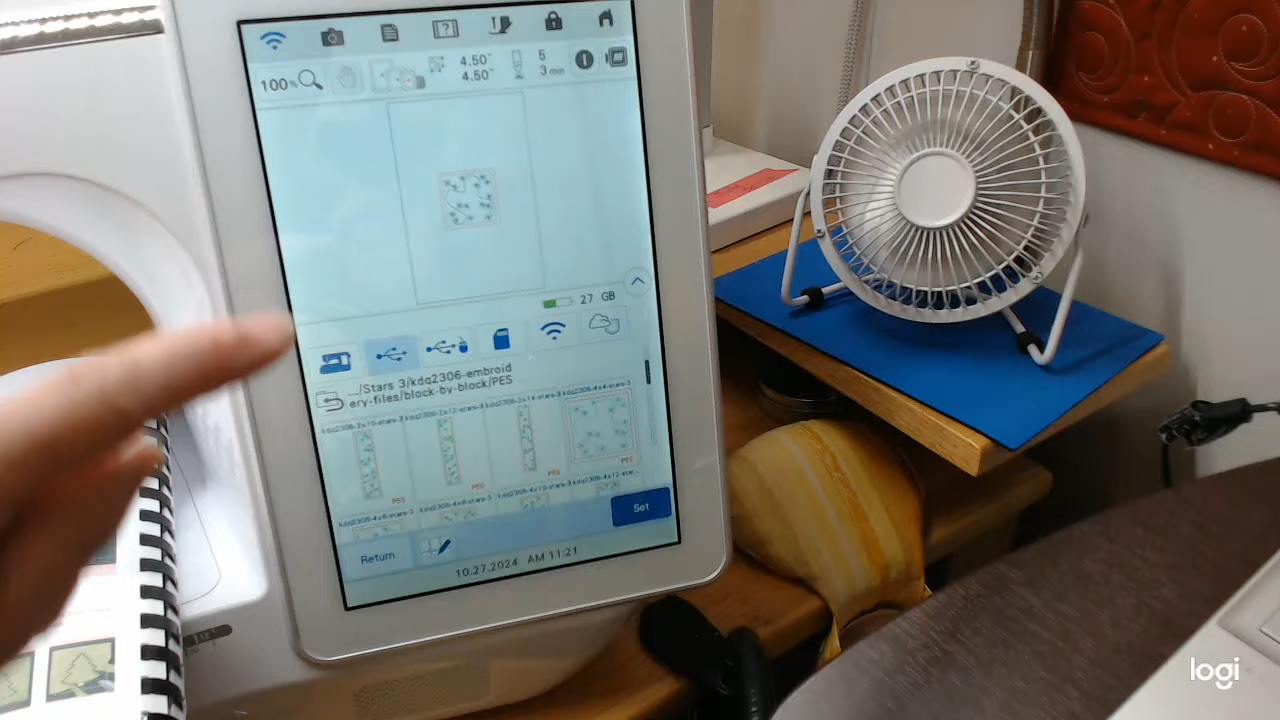 100%
4.50"
4.50"
5
3 min
27 GB
.../Stars 3/kdq2306-embroid
ery-files/block-by-block/PES
kdq2306-2x10-stars-3 kdq2306-2x12-stars-3 kdq2306-2x14-stars-3 kdq2306-4x4-stars-3
PES PES PES PES
kdq2306-4x6-stars-3 kdq2306-4x8-stars-3 kdq2306-4x10-stars-3 kdq2306-4x12-star...
Set
Return
10.27.2024 AM 11:21
logi